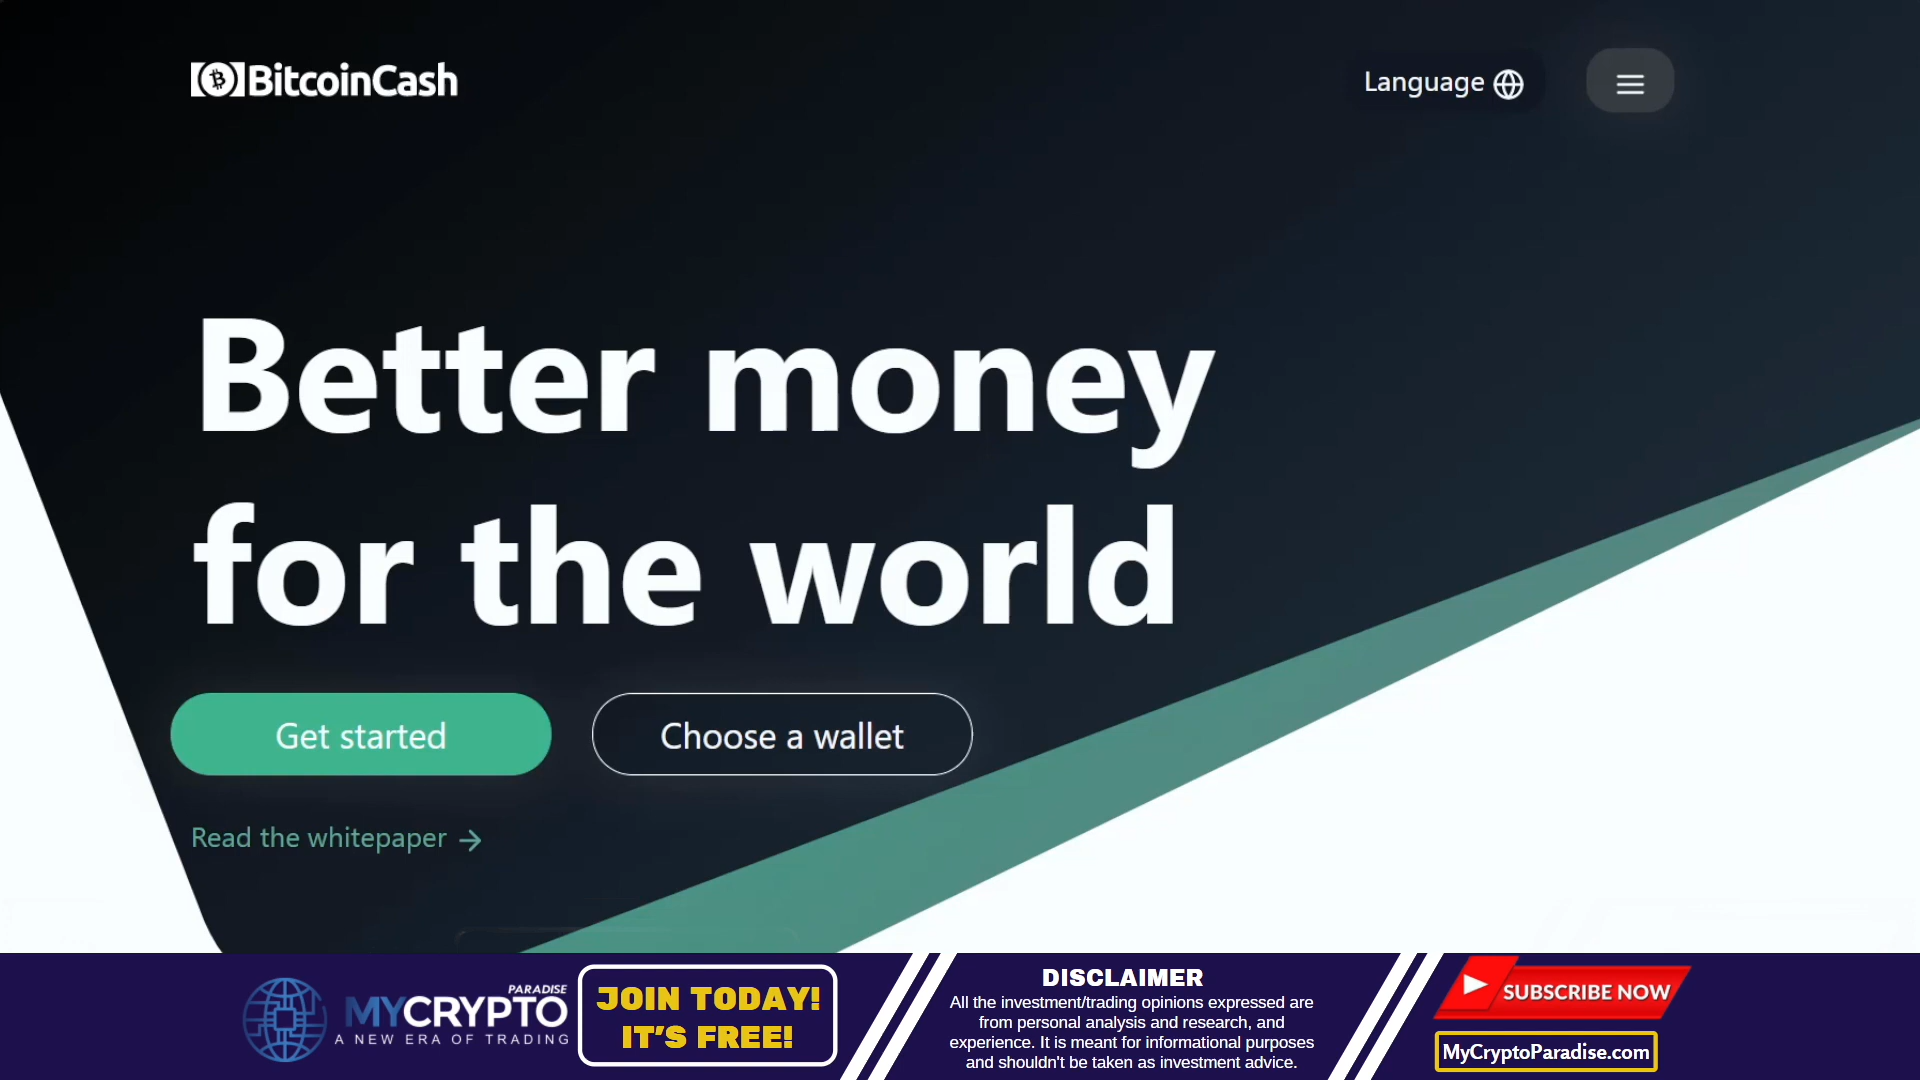 BitcoinCash
Language
Better money
for the world
Get started
Choose a wallet
Read the whitepaper →
PARADISE
MYCRYPTO
A NEW ERA OF TRADING
JOIN TODAY!
IT'S FREE!
DISCLAIMER
All the investment/trading opinions expressed are
from personal analysis and research, and
experience. It is meant for informational purposes
and shouldn't be taken as investment advice.
SUBSCRIBE NOW
MyCryptoParadise.com